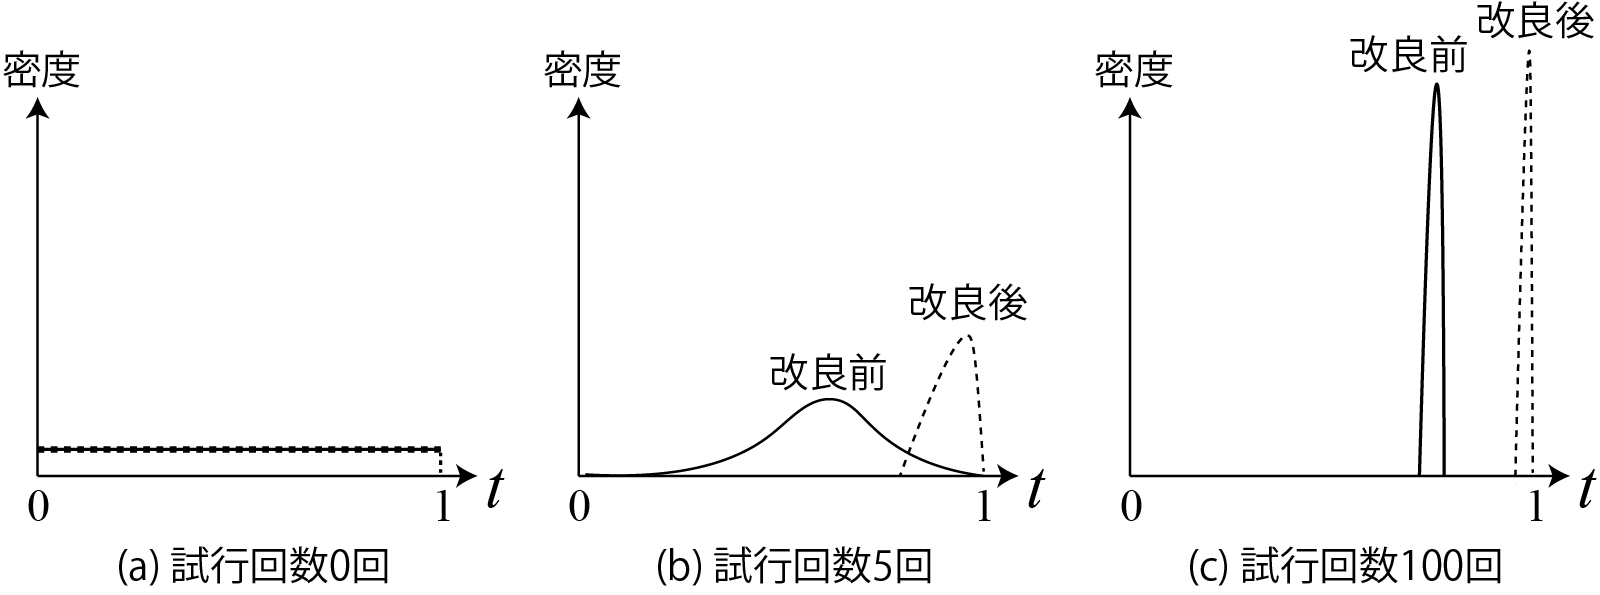 密度
0
1
t
(a) 試行回数0回
密度
改良前
改良後
0
1
t
(b) 試行回数5回
密度
改良前
改良後
0
1
t
(c) 試行回数100回